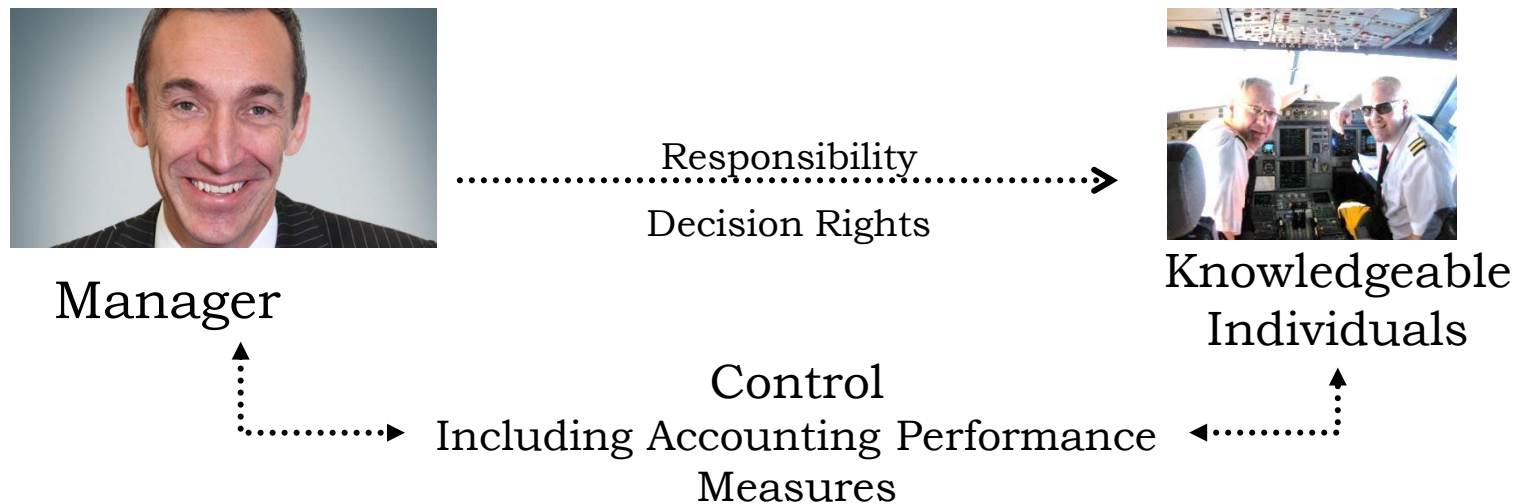 Responsibility
Decision Rights
Manager
Knowledgeable
Individuals
Control
Including Accounting Performance
Measures